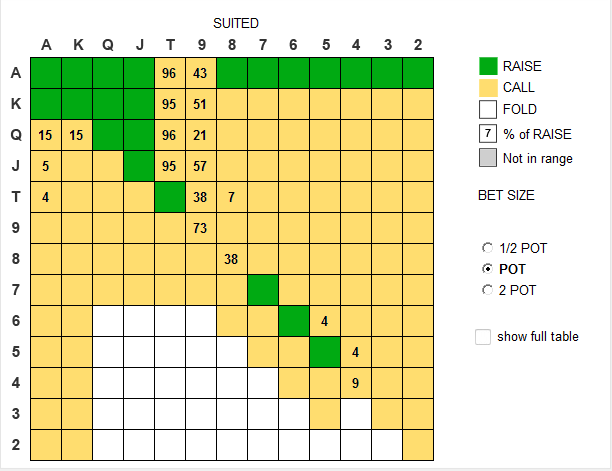 SUITED
A K Q J T 9 8 7 6 5 4 3 2
A 96 43
K 95 51
Q 15 15 96 21
J 5 95 57
T 4 38 7
9 73
8 38
7
6 4
5 4
4 9
3
2
RAISE
CALL
FOLD
7 % of RAISE
Not in range
BET SIZE
1/2 POT
POT
2 POT
show full table